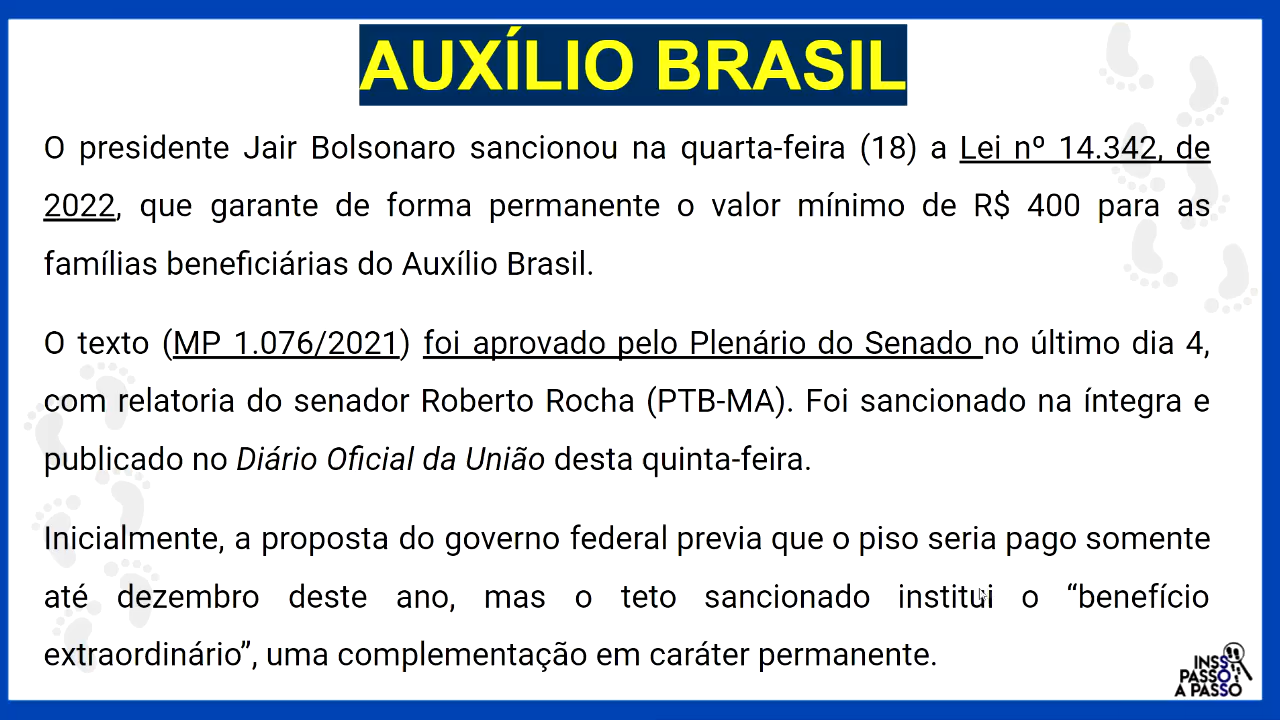 AUXÍLIO BRASIL
O presidente Jair Bolsonaro sancionou na quarta-feira (18) a Lei nº 14.342, de
2022, que garante de forma permanente o valor mínimo de R$ 400 para as
famílias beneficiárias do Auxílio Brasil.
O texto (MP 1.076/2021) foi aprovado pelo Plenário do Senado no último dia 4,
com relatoria do senador Roberto Rocha (PTB-MA). Foi sancionado na íntegra e
publicado no Diário Oficial da União desta quinta-feira.
Inicialmente, a proposta do governo federal previa que o piso seria pago somente
até dezembro deste ano, mas o teto sancionado institui o “benefício
extraordinário”, uma complementação em caráter permanente.
INSS
PASSO
A PASSO